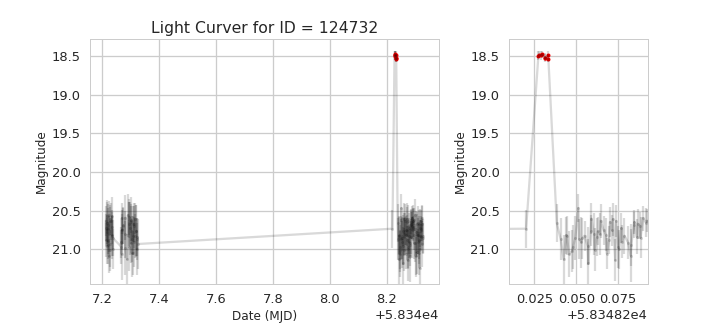 Light Curver for ID = 124732
18.5
19.0
19.5
20.0
20.5
21.0
Magnitude
7.2 7.4 7.6 7.8 8.0 8.2
Date (MJD)
+5.834e4
18.5
19.0
19.5
20.0
20.5
21.0
Magnitude
0.025 0.050 0.075
+5.83482e4